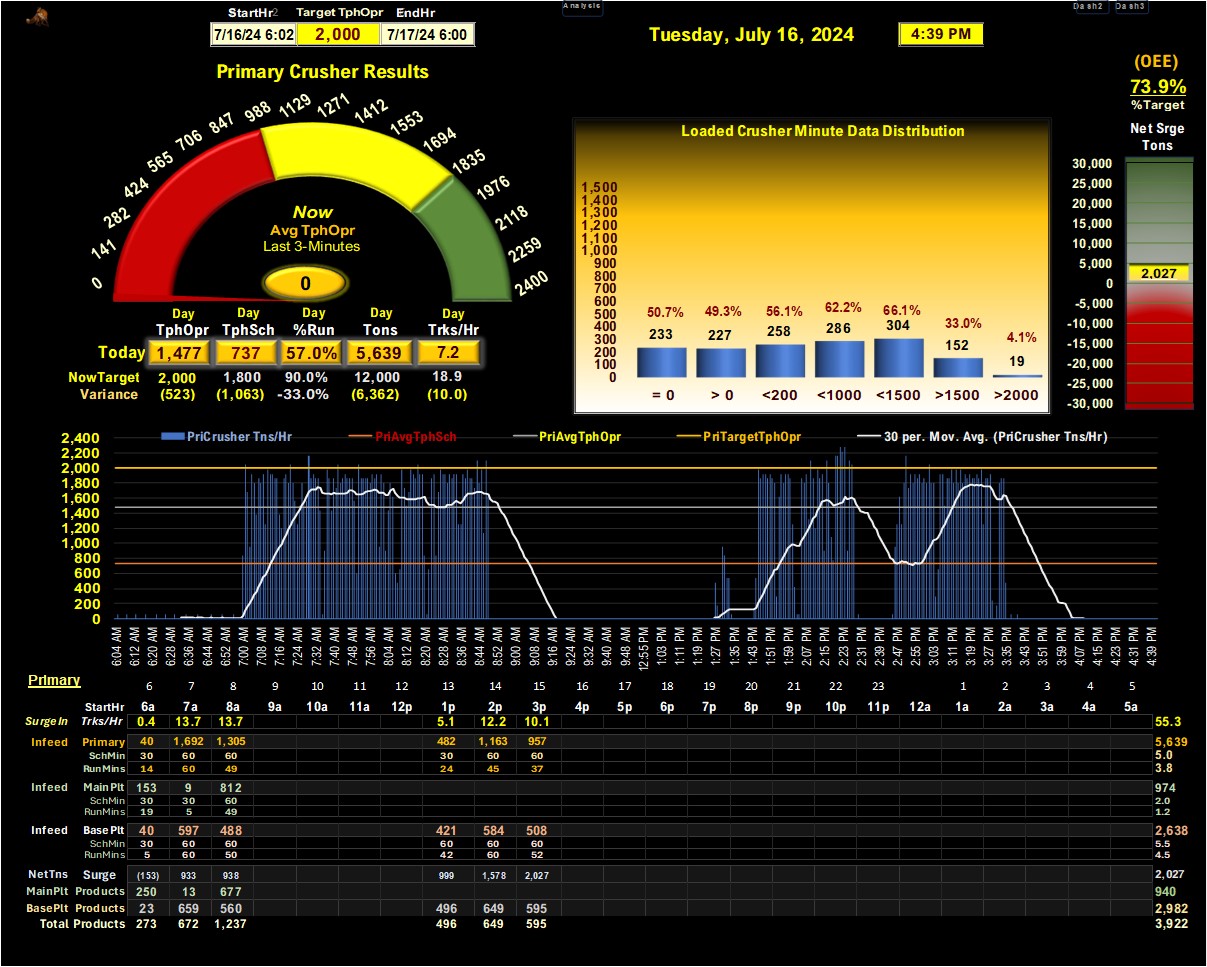 Analysis
Dash2 Dash3
StartHr2 Target TphOpr EndHr
7/16/24 6:02 2,000 7/17/24 6:00
Tuesday, July 16, 2024 4:39 PM
Primary Crusher Results
(OEE)
73.9%
%Target
Net Srge
Tons
0 141 282 424 565 706 847 988 1129 1271 1412 1553 1694 1835 1976 2118 2259 2400
Now
Avg TphOpr
Last 3-Minutes
0
Day Day Day Day Day
TphOpr TphSch %Run Tons Trks/Hr
Today 1,477 737 57.0% 5,639 7.2
NowTarget 2,000 1,800 90.0% 12,000 18.9
Variance (523) (1,063) -33.0% (6,362) (10.0)
Loaded Crusher Minute Data Distribution
1,500
1,400
1,300
1,200
1,100
1,000
900
800
700
600
500
400
300
200
100
0
50.7% 49.3% 56.1% 62.2% 66.1% 33.0% 4.1%
233 227 258 286 304 152 19
= 0 > 0 <200 <1000 <1500 >1500 >2000
30,000
25,000
20,000
15,000
10,000
5,000
2,027
0
-5,000
-10,000
-15,000
-20,000
-25,000
-30,000
PriCrusher Tns/Hr PriAvgTphSch PriAvgTphOpr PriTargetTphOpr 30 per. Mov. Avg. (PriCrusher Tns/Hr)
2,400
2,200
2,000
1,800
1,600
1,400
1,200
1,000
800
600
400
200
0
6:04 AM 6:12 AM 6:20 AM 6:28 AM 6:36 AM 6:44 AM 6:52 AM 7:00 AM 7:08 AM 7:16 AM 7:24 AM 7:32 AM 7:40 AM 7:48 AM 7:56 AM 8:04 AM 8:12 AM 8:20 AM 8:28 AM 8:36 AM 8:44 AM 8:52 AM 9:00 AM 9:08 AM 9:16 AM 9:24 AM 9:32 AM 9:40 AM 9:48 AM 12:55 PM 1:03 PM 1:11 PM 1:19 PM 1:27 PM 1:35 PM 1:43 PM 1:51 PM 1:59 PM 2:07 PM 2:15 PM 2:23 PM 2:31 PM 2:39 PM 2:47 PM 2:55 PM 3:03 PM 3:11 PM 3:19 PM 3:27 PM 3:35 PM 3:43 PM 3:51 PM 3:59 PM 4:07 PM 4:15 PM 4:23 PM 4:31 PM 4:39 PM
Primary
6 7 8 9 10 11 12 13 14 15 16 17 18 19 20 21 22 23 1 2 3 4 5
StartHr 6a 7a 8a 9a 10a 11a 12p 1p 2p 3p 4p 5p 6p 7p 8p 9p 10p 11p 12a 1a 2a 3a 4a 5a
SurgeIn Trks/Hr 0.4 13.7 13.7 5.1 12.2 10.1 55.3
Infeed Primary 40 1,692 1,305 482 1,163 957 5,639
SchMin 30 60 60 30 60 60 5.0
RunMins 14 60 49 24 45 37 3.8
Infeed MainPlt 153 9 812 974
SchMin 30 30 60 2.0
RunMins 19 5 49 1.2
Infeed BasePlt 40 597 488 421 584 508 2,638
SchMin 30 60 60 60 60 60 5.5
RunMins 5 60 50 42 60 52 4.5
NetTns Surge (153) 933 938 999 1,578 2,027 2,027
MainPlt Products 250 13 677 940
BasePlt Products 23 659 560 496 649 595 2,982
Total Products 273 672 1,237 496 649 595 3,922